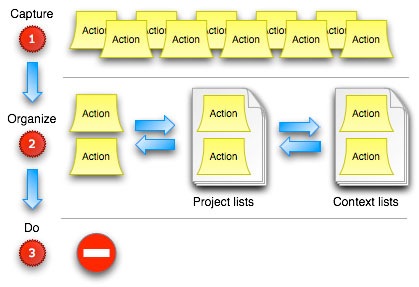 Capture
1
Action Action Action Action Action
Action Action Action Action Action
Organize
2
Action
Action
Action
Action
Project lists
Action
Action
Context lists
Do
3